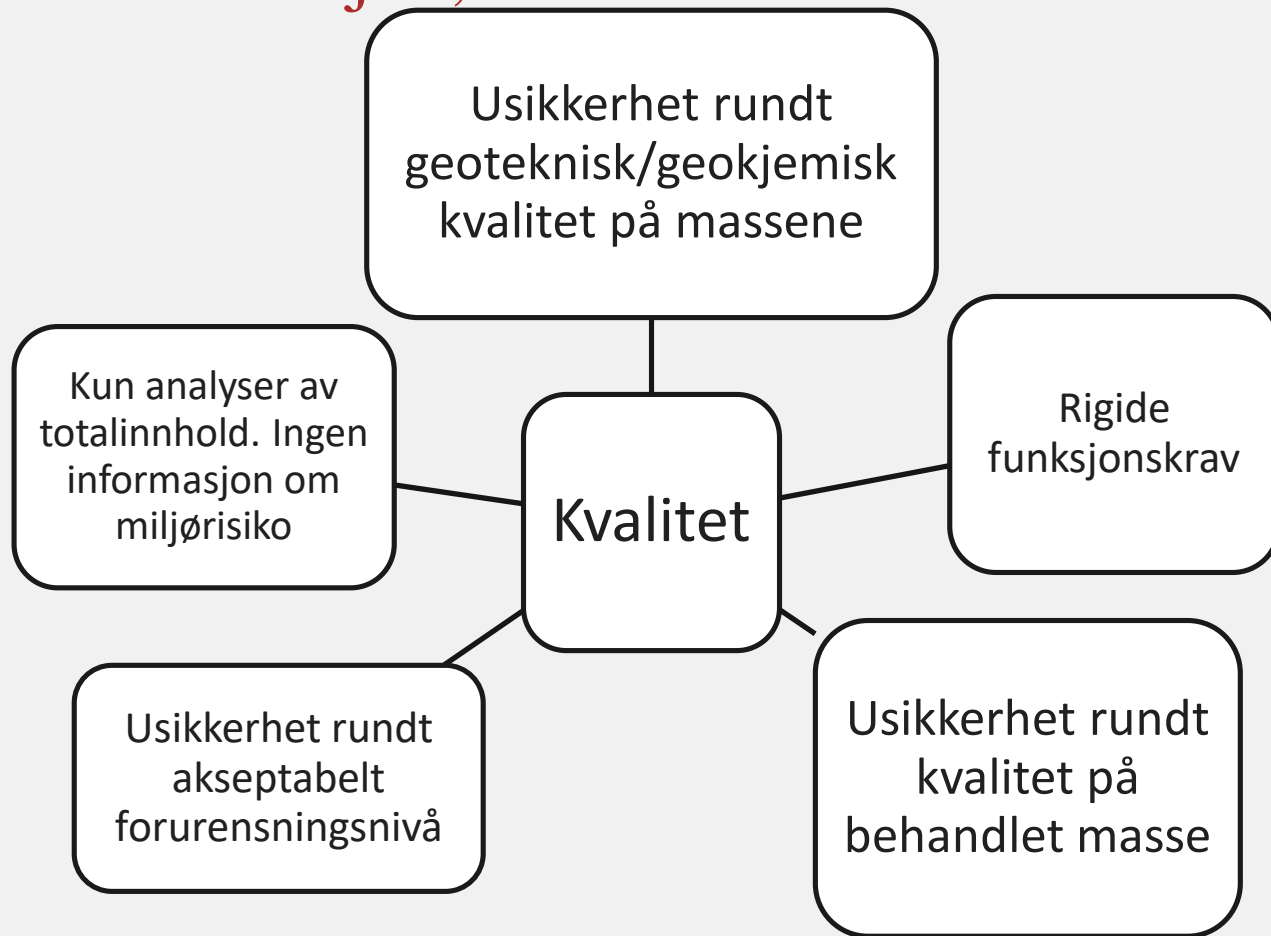 Usikkerhet rundt
geoteknisk/geokjemisk
kvalitet på massene
Kun analyser av
totalinnhold. Ingen
informasjon om
miljørisiko
Rigide
funksjonskrav
Kvalitet
Usikkerhet rundt
akseptabelt
forurensningsnivå
Usikkerhet rundt
kvalitet på
behandlet masse